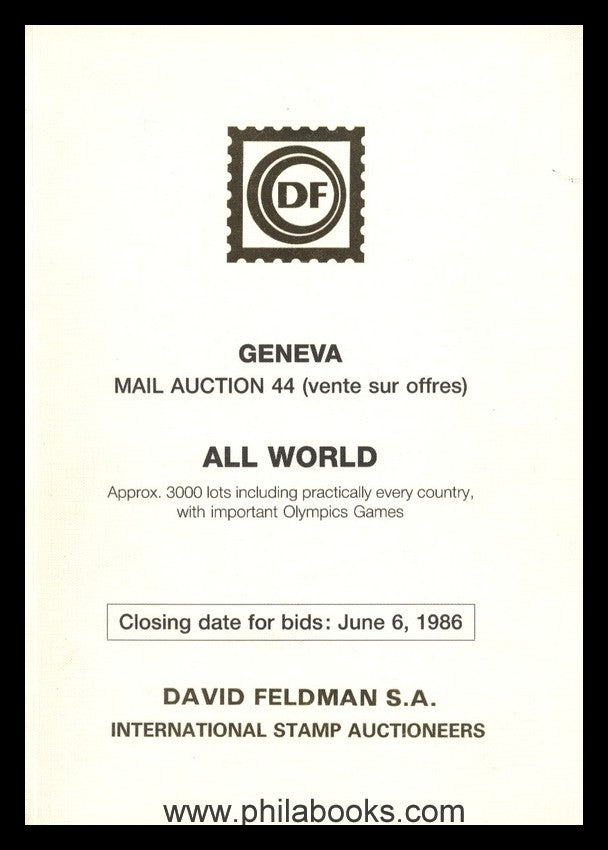 DF
GENEVA
MAIL AUCTION 44 (vente sur offres)
ALL WORLD
Approx. 3000 lots including practically every country,
with important Olympics Games
Closing date for bids: June 6, 1986
DAVID FELDMAN S.A.
INTERNATIONAL STAMP AUCTIONEERS
www.philabooks.com